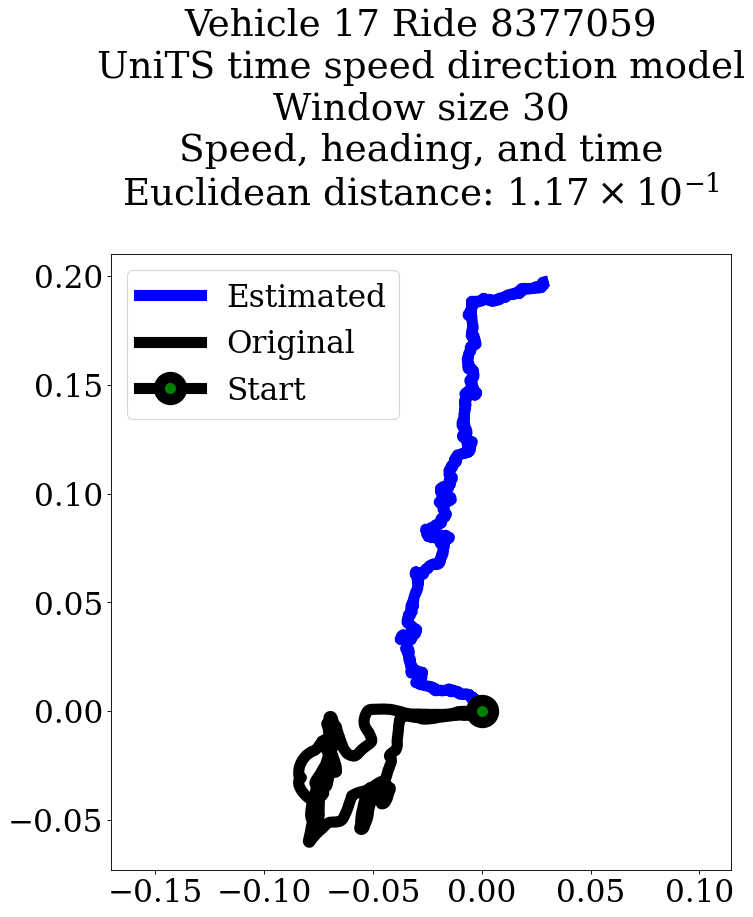 Vehicle 17 Ride 8377059
UniTS time speed direction model
Window size 30
Speed, heading, and time
Euclidean distance: 1.17 × 10⁻¹
Estimated
Original
Start
0.20
0.15
0.10
0.05
0.00
−0.05
−0.15 −0.10 −0.05 0.00 0.05 0.10